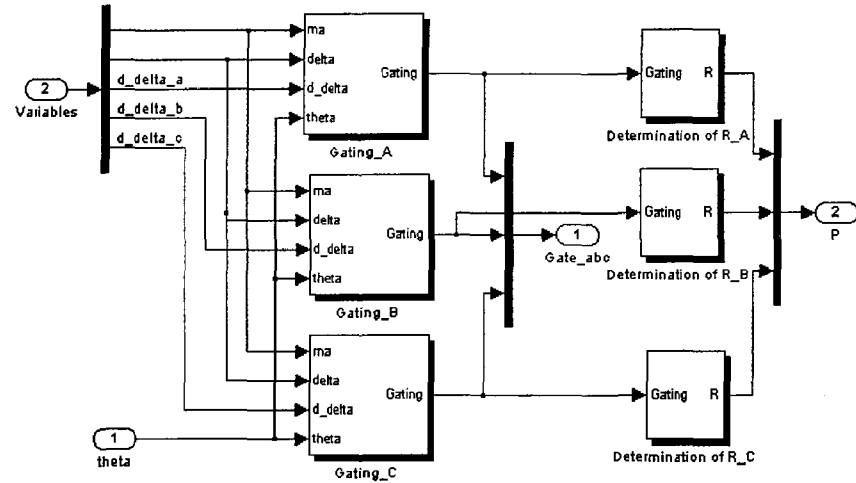 ma
delta
d_delta
theta
Gating
Gating_A
Gating
R
Determination of R_A
2
Variables
d_delta_a
d_delta_b
d_delta_c
ma
delta
d_delta
theta
Gating
Gating_B
1
Gate_abc
Gating
R
Determination of R_B
2
P
ma
delta
d_delta
theta
Gating
Gating_C
Gating
R
Determination of R_C
1
theta